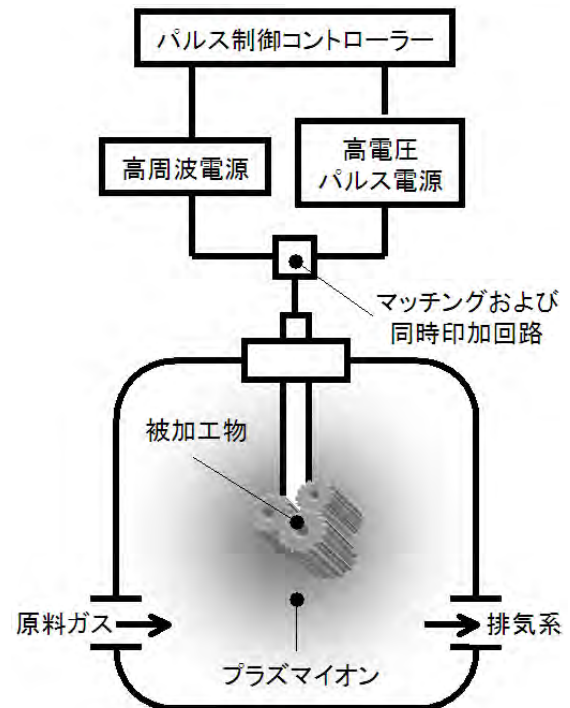 パルス制御コントローラー
高周波電源
高電圧
パルス電源
マッチングおよび
同時印加回路
被加工物
原料ガス
排気系
プラズマイオン